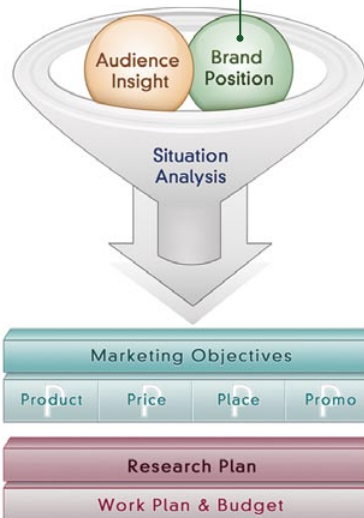 Audience
Insight
Brand
Position
Situation
Analysis
Marketing Objectives
Product Price Place Promo
Research Plan
Work Plan & Budget